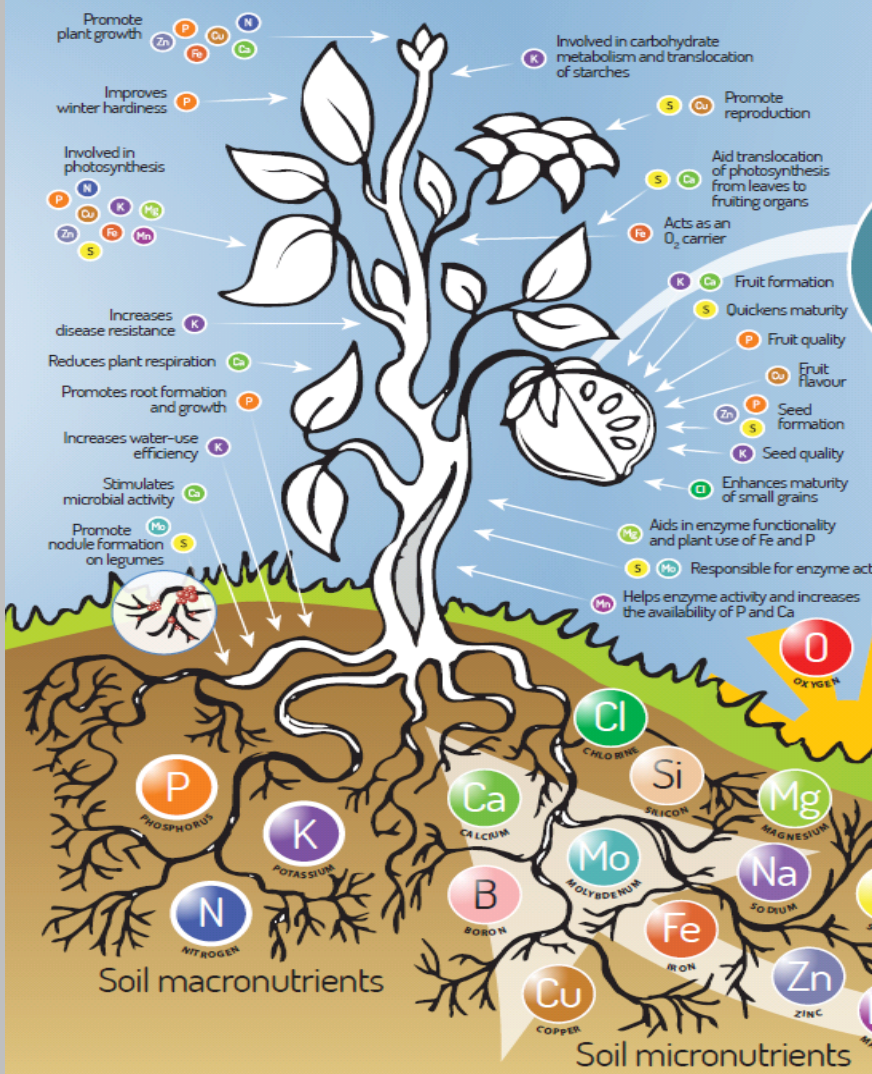 Promote
plant growth
P
N
Zn
Cu
Fe
Ca
K
Involved in carbohydrate
metabolism and translocation
of starches
Improves
winter hardiness
P
S
Cu
Promote
reproduction
Involved in
photosynthesis
N
P
Cu
K
Mg
Zn
Fe
Mn
S
S
Ca
Aid translocation
of photosynthesis
from leaves to
fruiting organs
Fe
Acts as an
O₂ carrier
K
Ca
Fruit formation
S
Quickens maturity
Increases
disease resistance
K
P
Fruit quality
Reduces plant respiration
Ca
Cu
Fruit
flavour
Promotes root formation
and growth
P
Zn
P
S
Seed
formation
Increases water-use
efficiency
K
K
Seed quality
Stimulates
microbial activity
Ca
Cl
Enhances maturity
of small grains
Promote
nodule formation
on legumes
Mo
S
Mg
Aids in enzyme functionality
and plant use of Fe and P
S
Mo
Responsible for enzyme act
Mn
Helps enzyme activity and increases
the availability of P and Ca
O
OXYGEN
Cl
CHLORINE
P
PHOSPHORUS
K
POTASSIUM
N
NITROGEN
Soil macronutrients
Ca
CALCIUM
Si
SILICON
Mg
MAGNESIUM
Mo
MOLYBDENUM
Na
SODIUM
B
BORON
Fe
IRON
Cu
COPPER
Zn
ZINC
Soil micronutrients